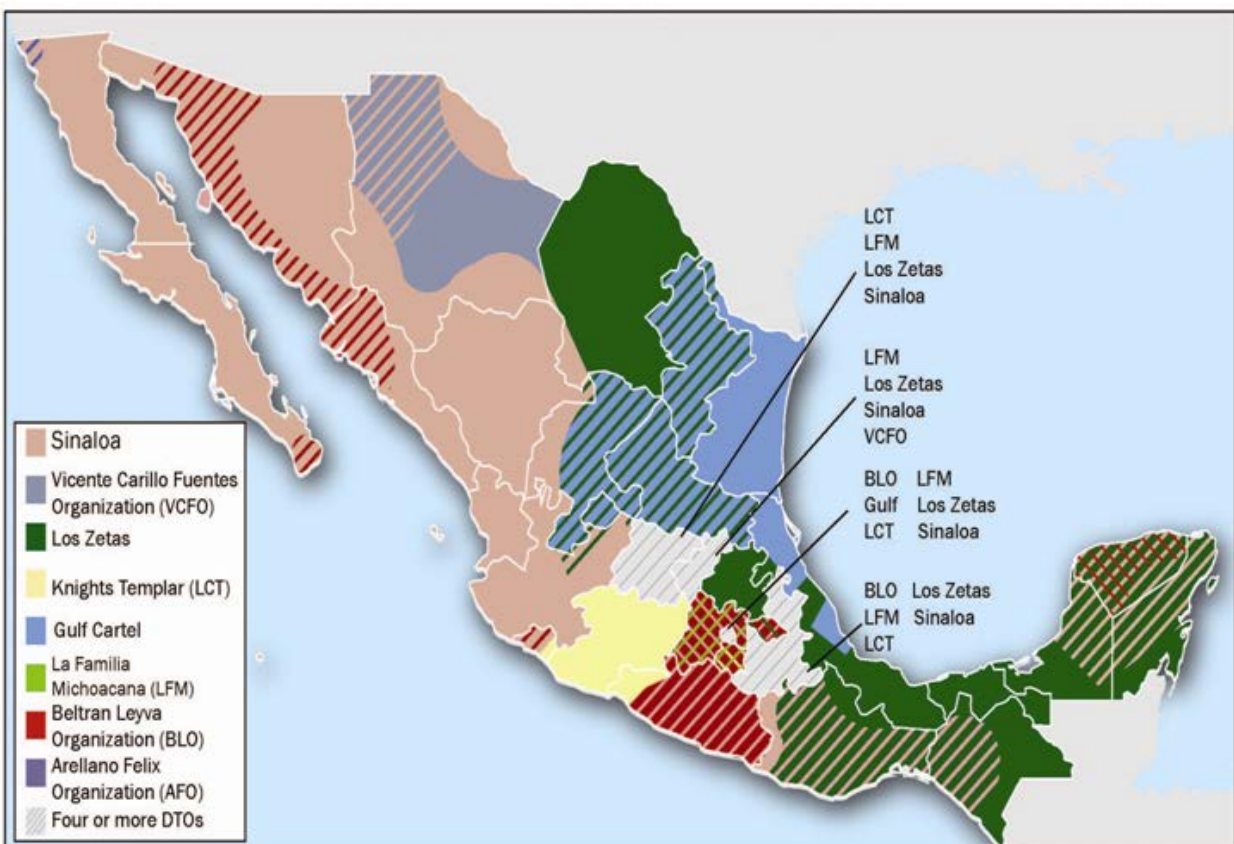 LCT
LFM
Los Zetas
Sinaloa
LFM
Los Zetas
Sinaloa
VCFO
BLO LFM
Gulf Los Zetas
LCT Sinaloa
BLO Los Zetas
LFM Sinaloa
LCT
Sinaloa
Vicente Carillo Fuentes
Organization (VCFO)
Los Zetas
Knights Templar (LCT)
Gulf Cartel
La Familia
Michoacana (LFM)
Beltran Leyva
Organization (BLO)
Arellano Felix
Organization (AFO)
Four or more DTOs